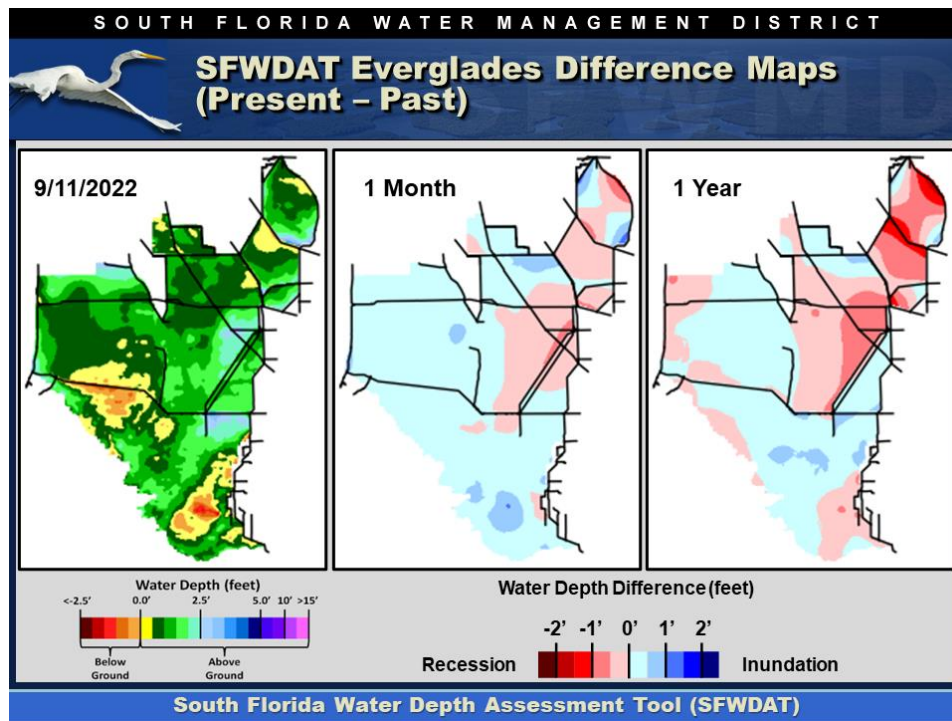 SOUTH FLORIDA WATER MANAGEMENT DISTRICT
SFWDAT Everglades Difference Maps
(Present – Past)
9/11/2022
1 Month
1 Year
Water Depth (feet)
<-2.5' 0.0' 2.5' 5.0' 10' >15'
Below
Ground
Above
Ground
Water Depth Difference (feet)
-2' -1' 0' 1' 2'
Recession
Inundation
South Florida Water Depth Assessment Tool (SFWDAT)